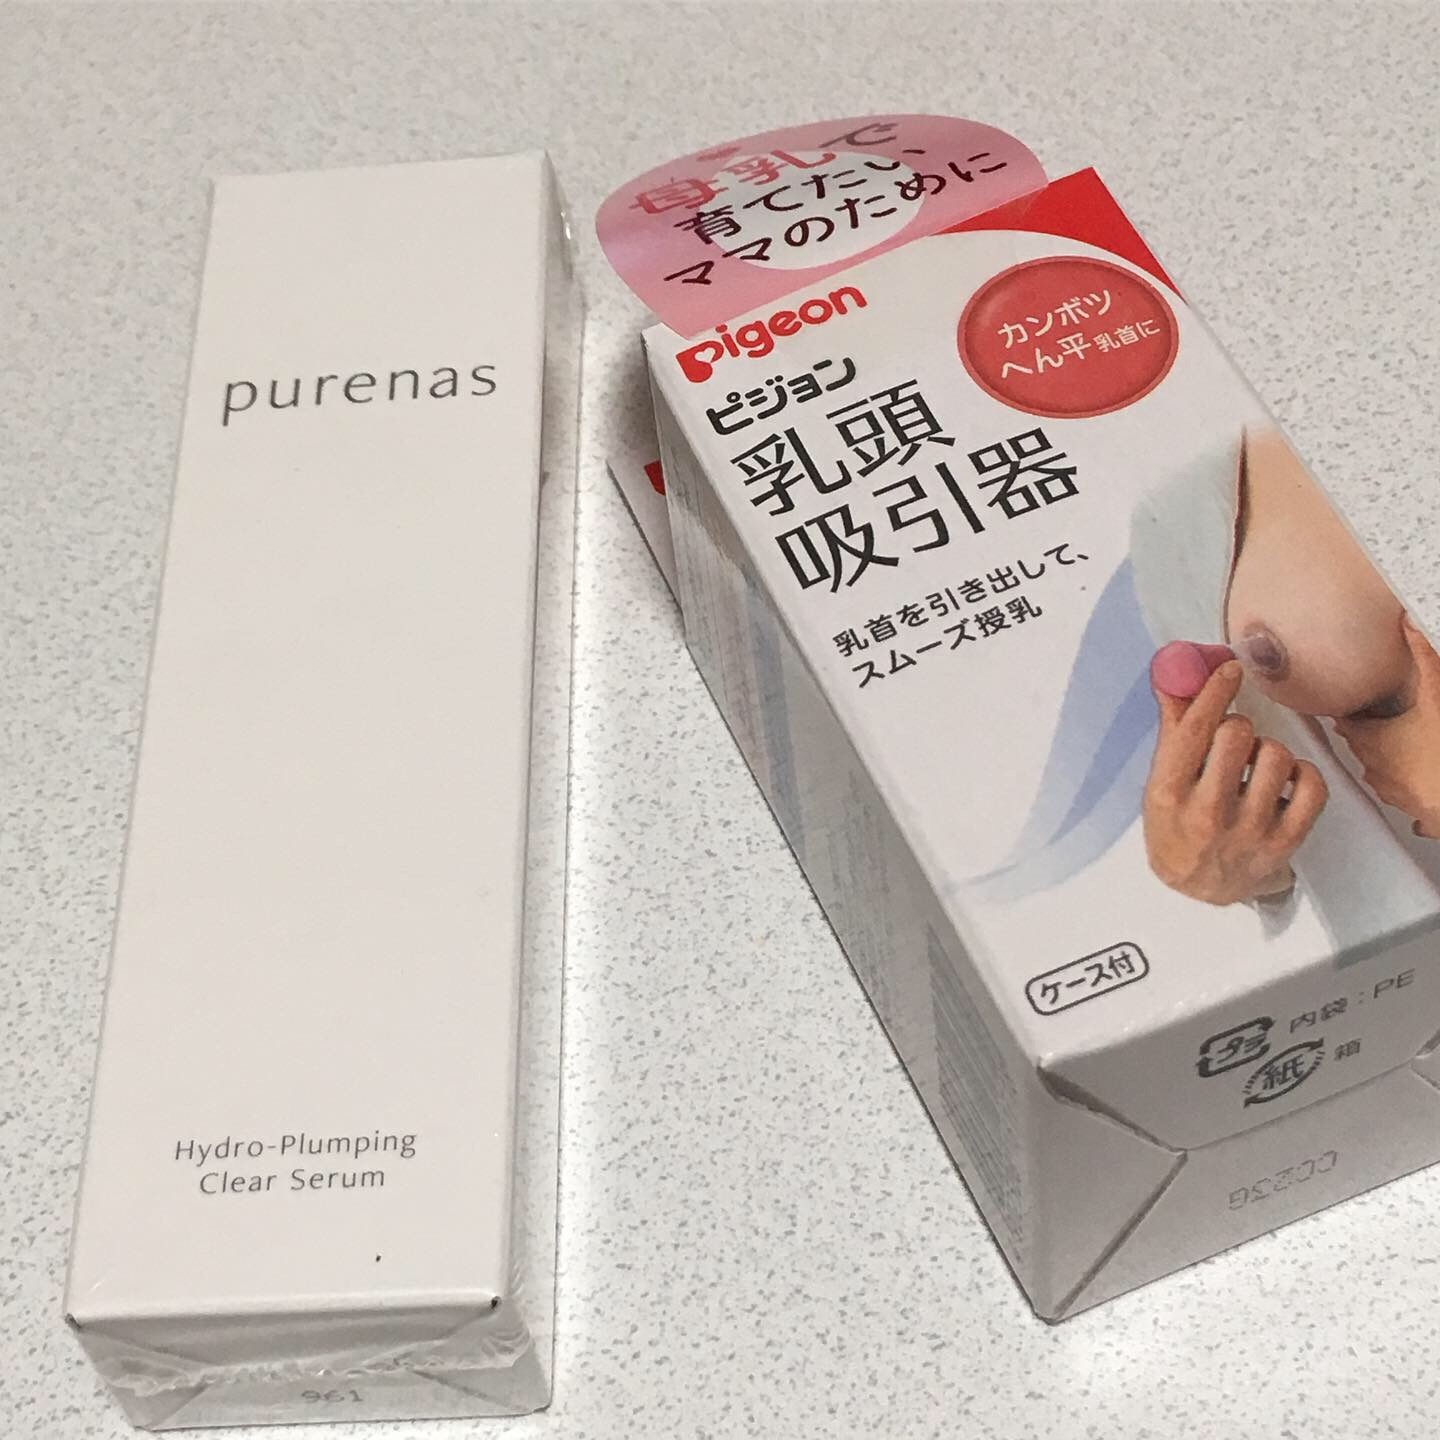 purenas
Hydro-Plumping
Clear Serum
961
母乳で
育てたい、
ママのために
Pigeon
カンボツ
へん平乳首に
ピジョン
乳頭
吸引器
乳首を引き出して、
スムーズ授乳
ケース付
プラ
内袋：PE
紙
箱